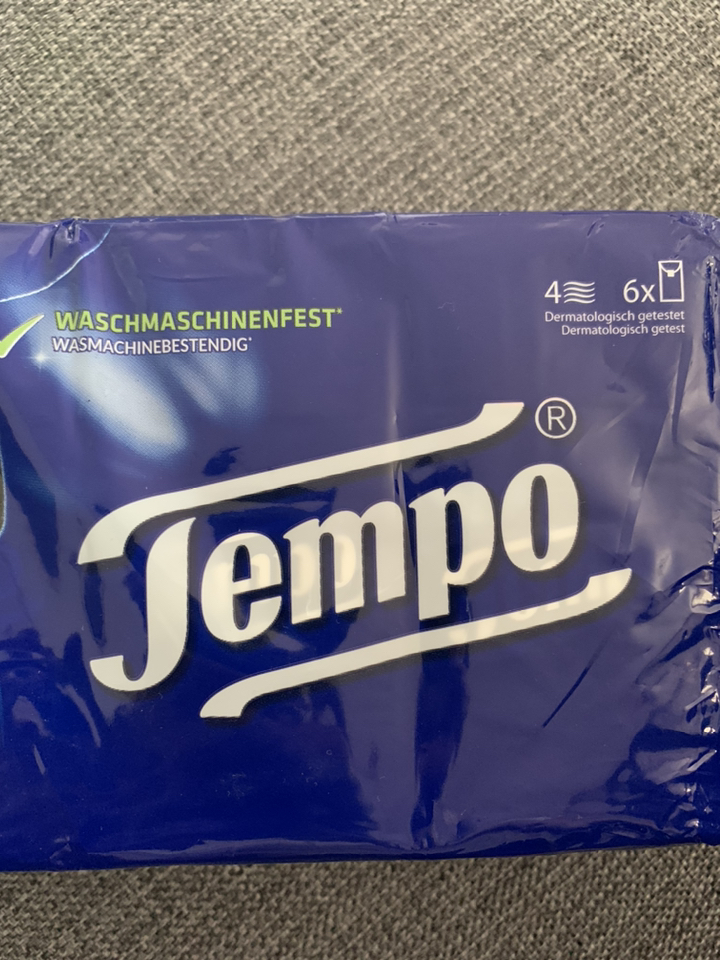 WASCHMASCHINENFEST*
WASMACHINEBESTENDIG*
4 6x
Dermatologisch getestet
Dermatologisch getest
Tempo ®